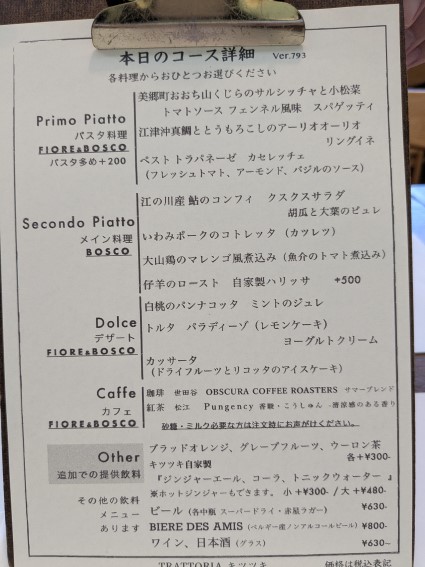 本日のコース詳細 Ver.793
各料理からおひとつお選びください
Primo Piatto
パスタ料理
FIORE&BOSCO
パスタ多め+200
美郷町おおち山くじらのサルシッチャと小松菜
トマトソース フェンネル風味 スパゲッティ
江津沖真鯛ととうもろこしのアーリオオーリオ
リングイネ
ペスト トラパネーゼ カセレッチェ
(フレッシュトマト、アーモンド、バジルのソース)
Secondo Piatto
メイン料理
BOSCO
江の川産 鮎のコンフィ クスクスサラダ
胡瓜と大葉のピュレ
いわみポークのコトレッタ (カツレツ)
大山鶏のマレンゴ風煮込み (魚介のトマト煮込み)
仔羊のロースト 自家製ハリッサ +500
Dolce
デザート
FIORE&BOSCO
白桃のパンナコッタ ミントのジュレ
トルタ パラディーゾ (レモンケーキ)
ヨーグルトクリーム
カッサータ
(ドライフルーツとリコッタのアイスケーキ)
Caffe
カフェ
FIORE&BOSCO
珈琲 世田谷 OBSCURA COFFEE ROASTERS サマーブレンド
紅茶 松江 Pungency 香駿・こうしゅん -清涼感のある香り
砂糖・ミルク必要な方は注文時にお声がけください。
Other
追加での提供飲料
ブラッドオレンジ、グレープフルーツ、ウーロン茶
各+¥300-
キツツキ自家製
『ジンジャーエール、コーラ、トニックウォーター 』
※ホットジンジャーもできます。 小+¥300- / 大+¥480-
その他の飲料
メニュー
あります
ビール (各中瓶 スーパードライ・赤星ラガー) ¥630-
BIERE DES AMIS (ベルギー産ノンアルコールビール) ¥800-
ワイン、日本酒 (グラス) ¥630~
TRATTORIA キツツキ 価格は税込表記